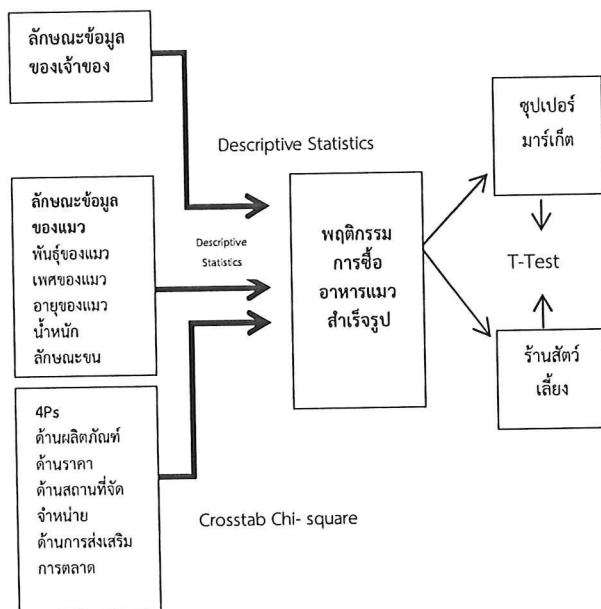 ลักษณะข้อมูล
ของเจ้าของ
Descriptive Statistics
ลักษณะข้อมูล
ของแมว
พันธุ์ของแมว
เพศของแมว
อายุของแมว
น้ำหนัก
ลักษณะขน
Descriptive
Statistics
4Ps
ด้านผลิตภัณฑ์
ด้านราคา
ด้านสถานที่จัด
จำหน่าย
ด้านการส่งเสริม
การตลาด
Crosstab Chi- square
พฤติกรรม
การซื้อ
อาหารแมว
สำเร็จรูป
ซุปเปอร์
มาร์เก็ต
T-Test
ร้านสัตว์
เลี้ยง